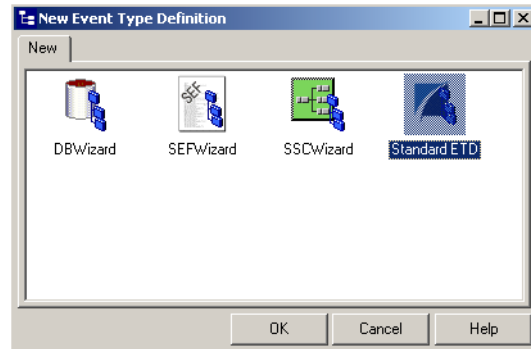 New Event Type Definition
New
SEF
DBWizard SEFWizard SSCWizard Standard ETD
OK Cancel Help